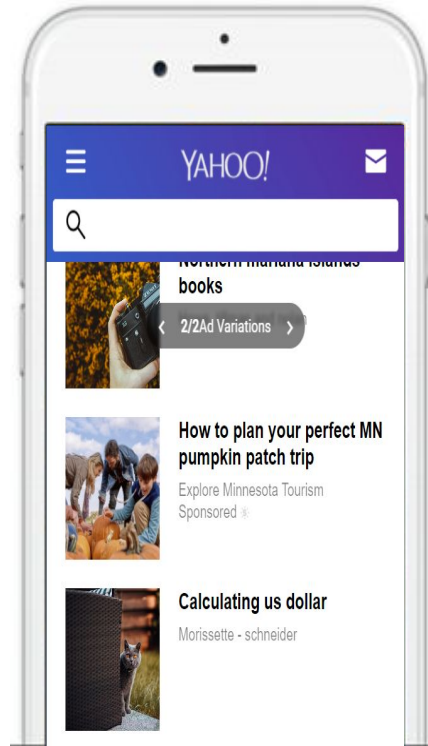 YAHOO!
Northern mariana islands
books
2/2Ad Variations
How to plan your perfect MN
pumpkin patch trip
Explore Minnesota Tourism
Sponsored
Calculating us dollar
Morissette - schneider